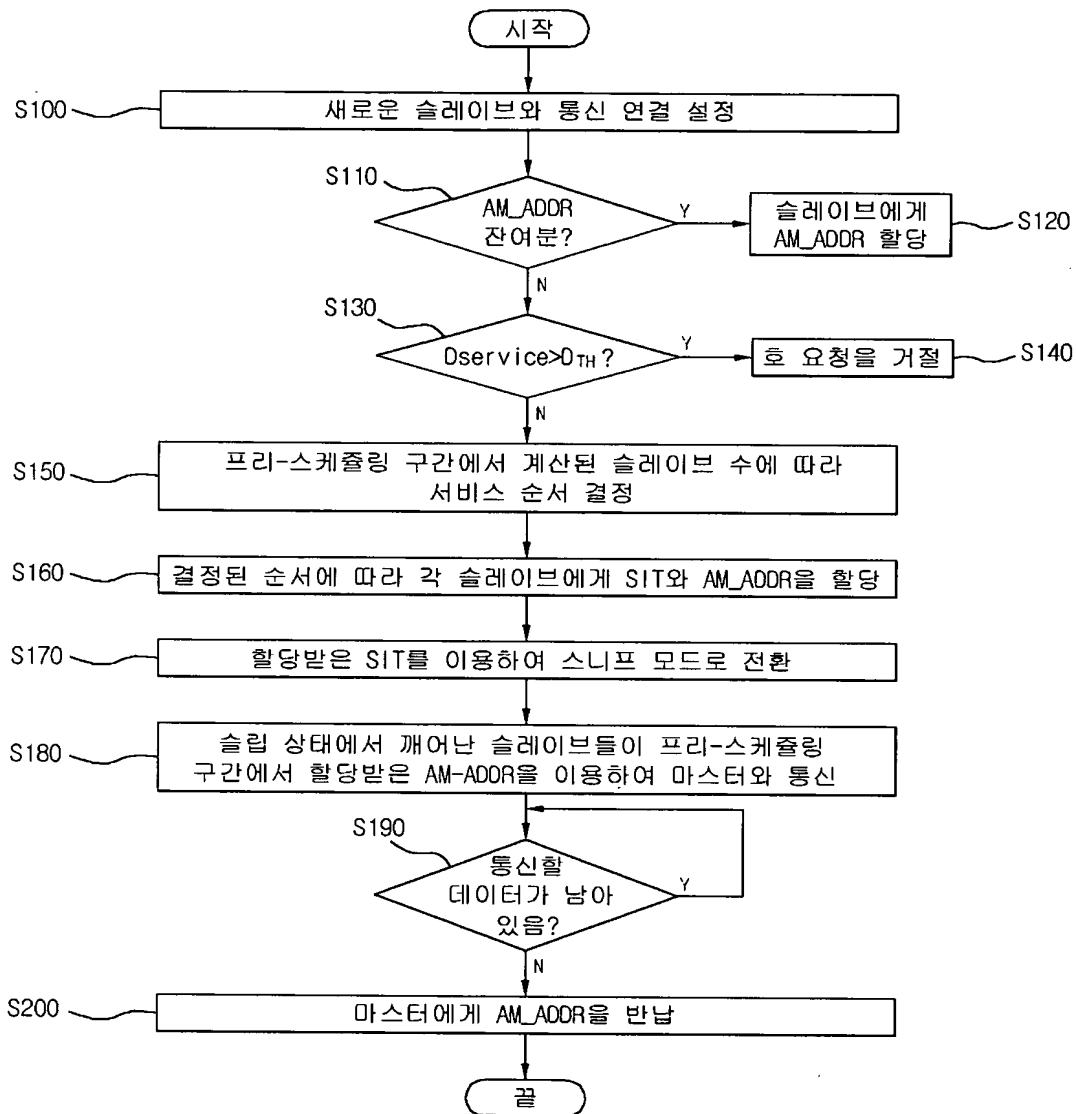 시작
S100
새로운 슬레이브와 통신 연결 설정
S110
AM_ADDR
잔여분?
Y
슬레이브에게
AM_ADDR 할당
S120
N
S130
Dservice>D_TH?
Y
호 요청을 거절
S140
N
S150
프리-스케쥴링 구간에서 계산된 슬레이브 수에 따라
서비스 순서 결정
S160
결정된 순서에 따라 각 슬레이브에게 SIT와 AM_ADDR을 할당
S170
할당받은 SIT를 이용하여 스니프 모드로 전환
S180
슬립 상태에서 깨어난 슬레이브들이 프리-스케쥴링
구간에서 할당받은 AM-ADDR을 이용하여 마스터와 통신
S190
통신할
데이터가 남아
있음?
Y
N
S200
마스터에게 AM_ADDR을 반납
끝